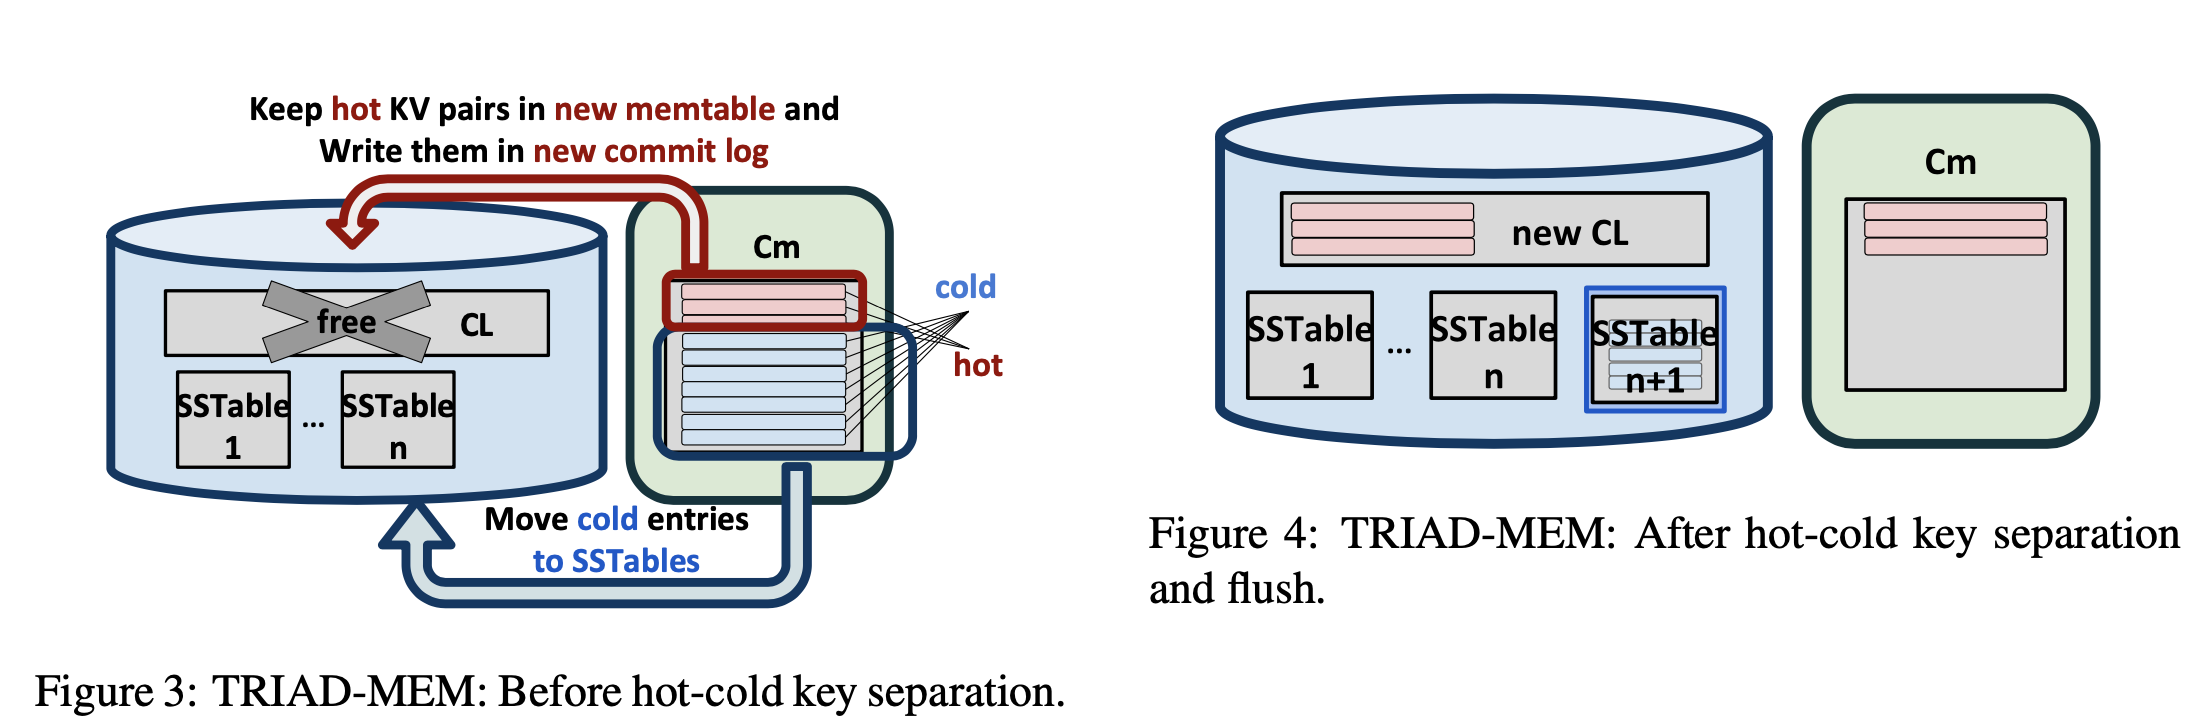 Keep hot KV pairs in new memtable and
Write them in new commit log
Cm
cold
hot
free
CL
SSTable
1
...
SSTable
n
Move cold entries
to SSTables
Figure 3: TRIAD-MEM: Before hot-cold key separation.
Cm
new CL
SSTable
1
...
SSTable
n
SSTable
n+1
Figure 4: TRIAD-MEM: After hot-cold key separation
and flush.